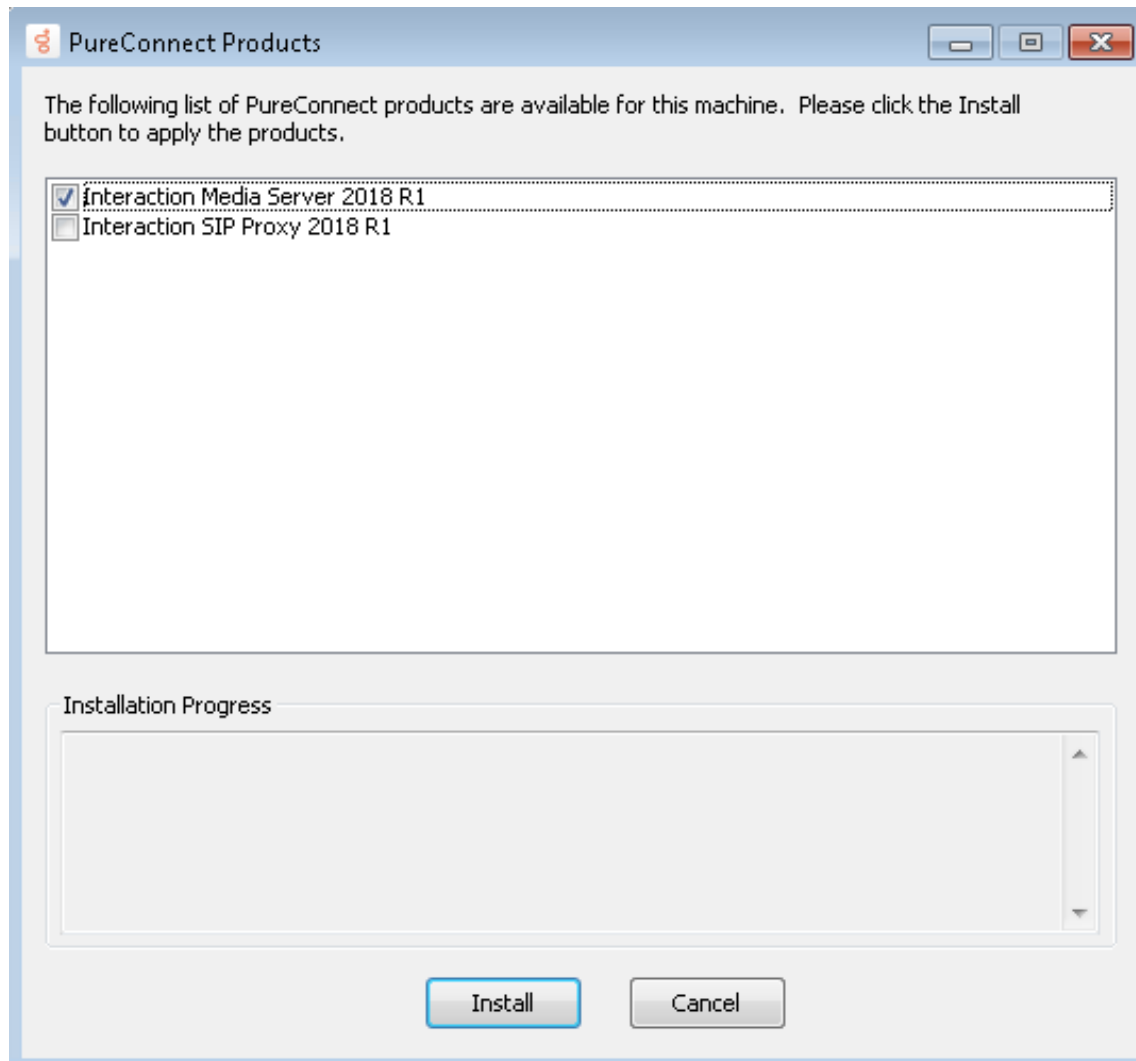 PureConnect Products
The following list of PureConnect products are available for this machine.  Please click the Install
button to apply the products.
Interaction Media Server 2018 R1
Interaction SIP Proxy 2018 R1
Installation Progress
Install
Cancel